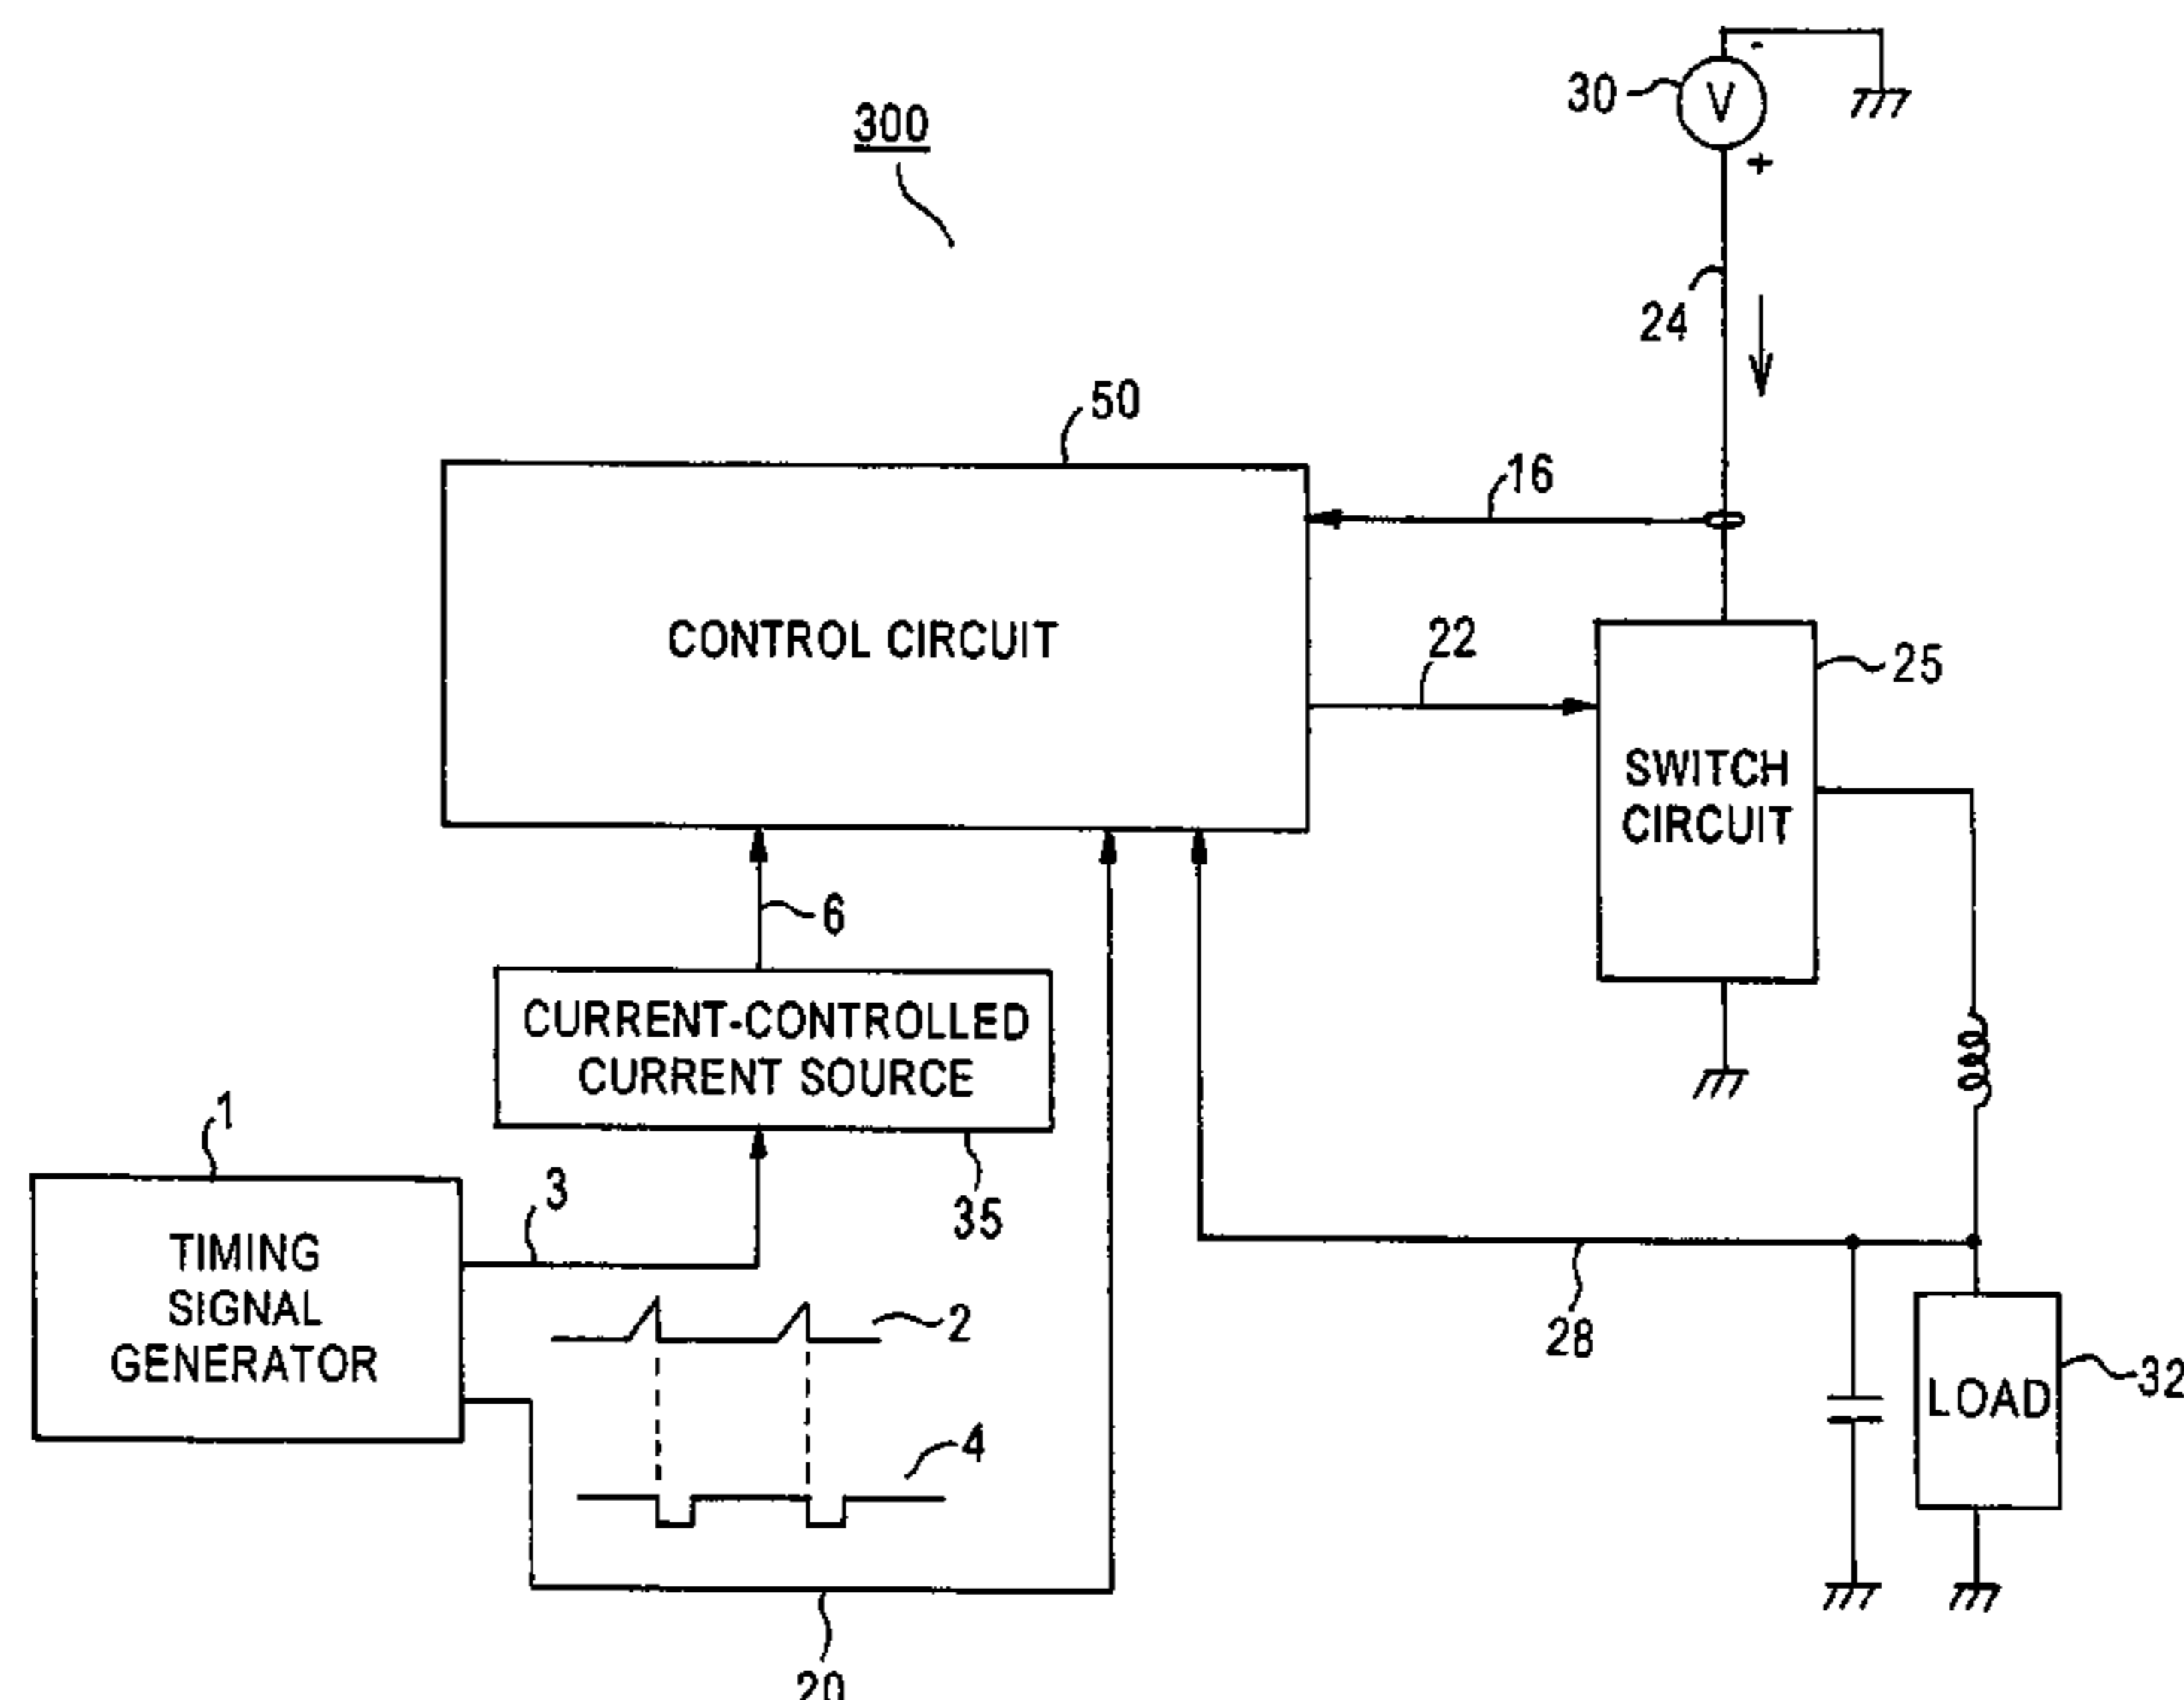 300
30
V
-
+
24
50
16
CONTROL CIRCUIT
22
25
SWITCH
CIRCUIT
6
CURRENT-CONTROLLED
CURRENT SOURCE
35
1
3
TIMING
SIGNAL
GENERATOR
2
28
LOAD
32
4
20